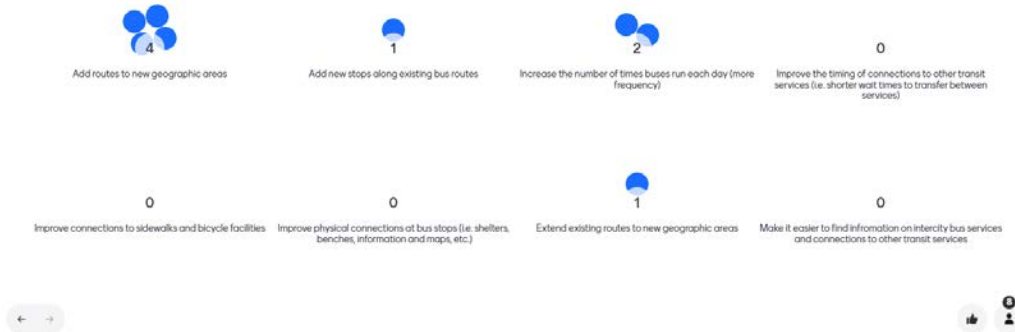 4
Add routes to new geographic areas
1
Add new stops along existing bus routes
2
Increase the number of times buses run each day (more
frequency)
0
Improve the timing of connections to other transit
services (i.e. shorter wait times to transfer between
services)
0
Improve connections to sidewalks and bicycle facilities
0
Improve physical connections at bus stops (i.e. shelters,
benches, information and maps, etc.)
1
Extend existing routes to new geographic areas
0
Make it easier to find infromation on intercity bus services
and connections to other transit services
8